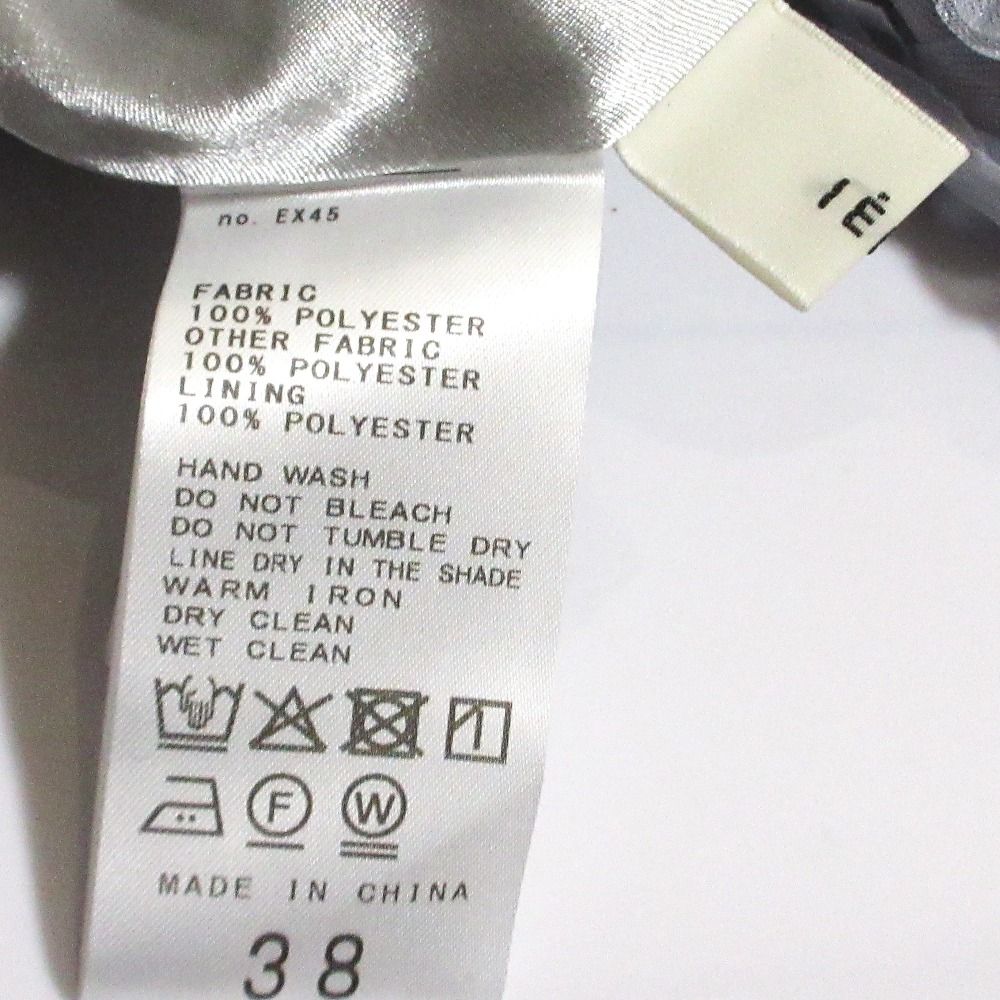 no. EX45
FABRIC
100% POLYESTER
OTHER FABRIC
100% POLYESTER
LINING
100% POLYESTER
HAND WASH
DO NOT BLEACH
DO NOT TUMBLE DRY
LINE DRY IN THE SHADE
WARM IRON
DRY CLEAN
WET CLEAN
F W
MADE IN CHINA
38